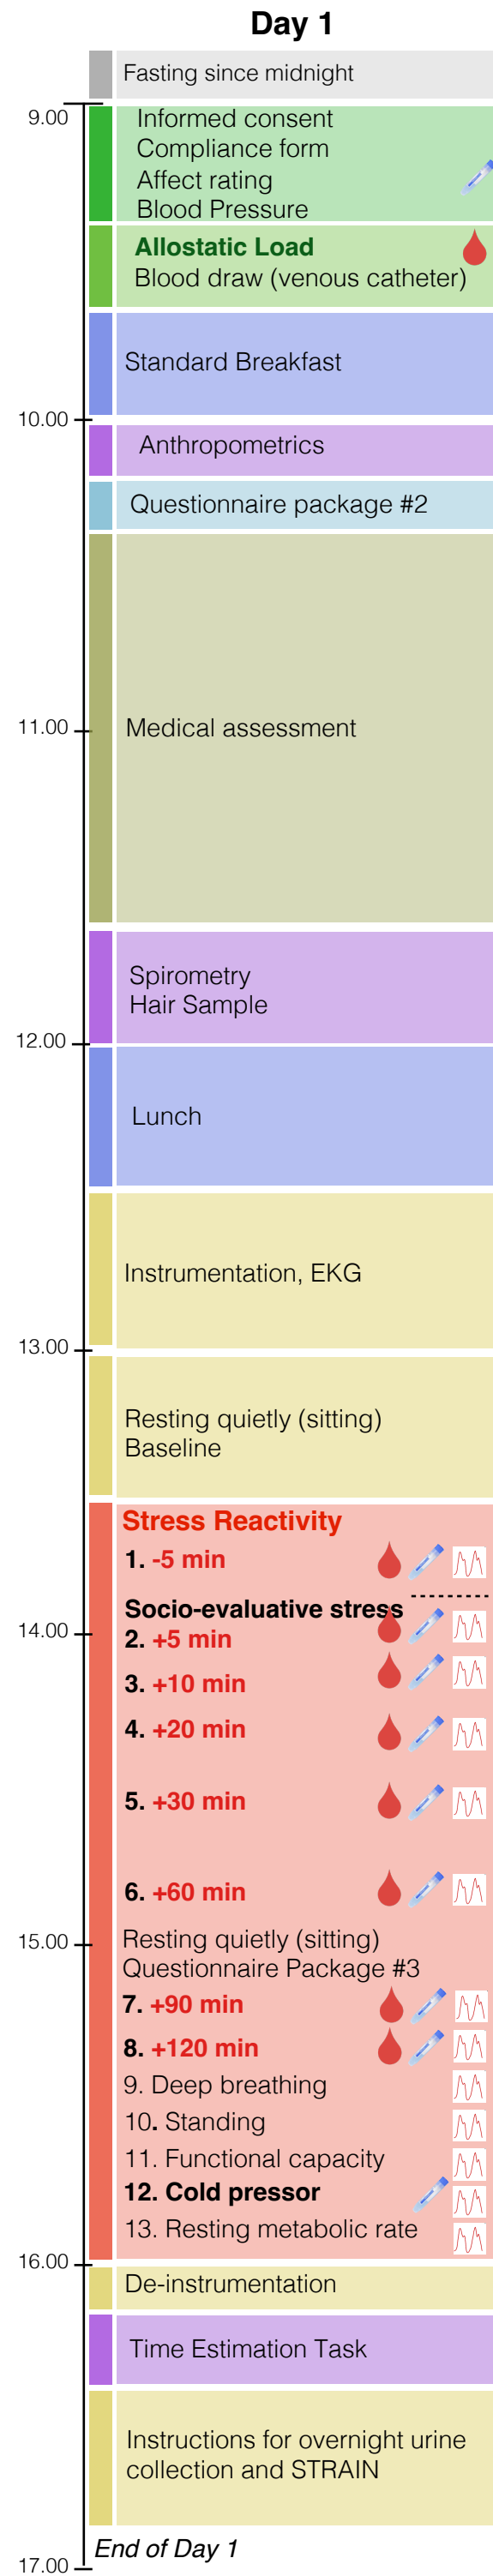 Day 1
Fasting since midnight
9.00
Informed consent
Compliance form
Affect rating
Blood Pressure
Allostatic Load
Blood draw (venous catheter)
Standard Breakfast
10.00
Anthropometrics
Questionnaire package #2
11.00
Medical assessment
Spirometry
Hair Sample
12.00
Lunch
Instrumentation, EKG
13.00
Resting quietly (sitting)
Baseline
Stress Reactivity
1. -5 min
Socio-evaluative stress
14.00
2. +5 min
3. +10 min
4. +20 min
5. +30 min
6. +60 min
15.00
Resting quietly (sitting)
Questionnaire Package #3
7. +90 min
8. +120 min
9. Deep breathing
10. Standing
11. Functional capacity
12. Cold pressor
13. Resting metabolic rate
16.00
De-instrumentation
Time Estimation Task
Instructions for overnight urine
collection and STRAIN
End of Day 1
17.00